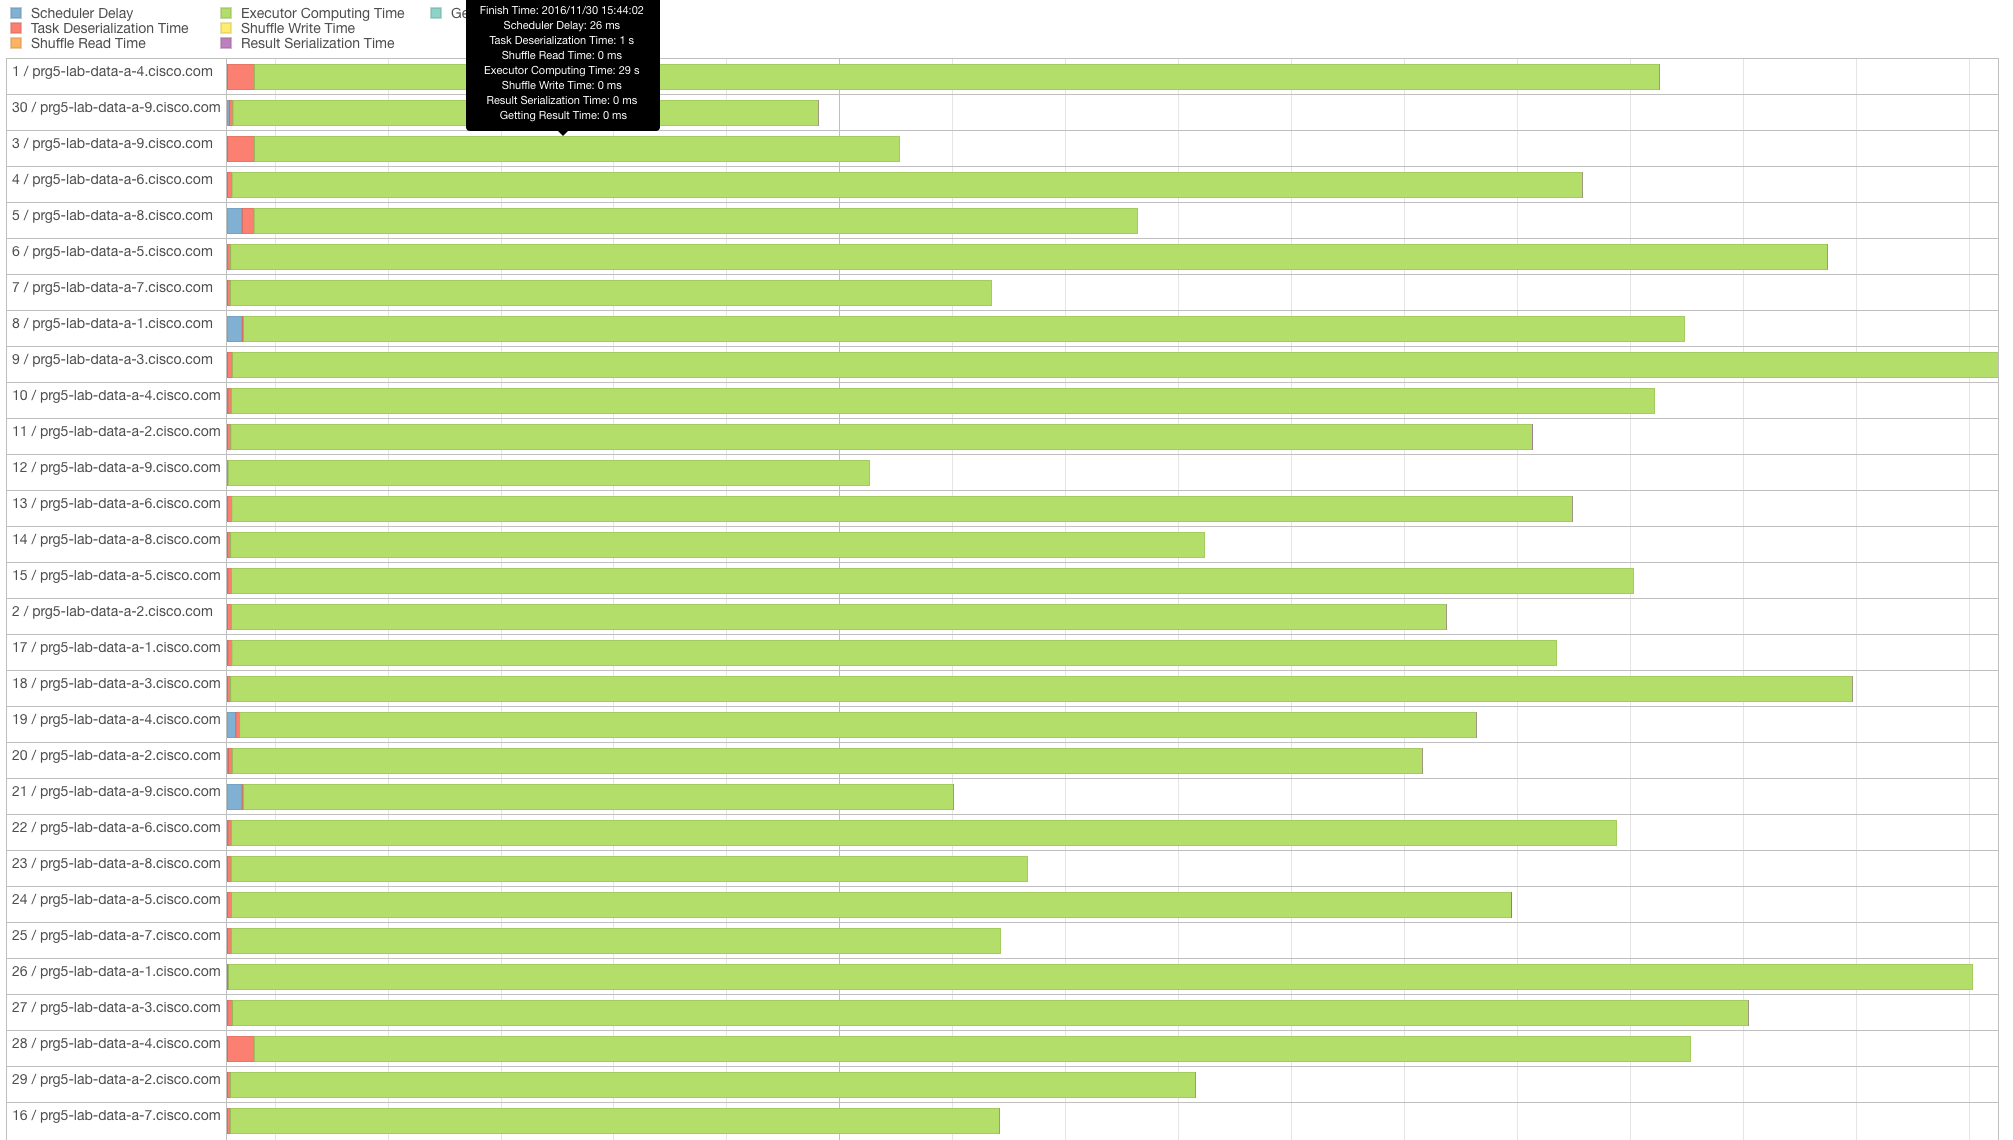 Scheduler Delay
Executor Computing Time
Task Deserialization Time
Shuffle Write Time
Shuffle Read Time
Result Serialization Time
Finish Time: 2016/11/30 15:44:02
Scheduler Delay: 26 ms
Task Deserialization Time: 1 s
Shuffle Read Time: 0 ms
Executor Computing Time: 29 s
Shuffle Write Time: 0 ms
Result Serialization Time: 0 ms
Getting Result Time: 0 ms
1 / prg5-lab-data-a-4.cisco.com
30 / prg5-lab-data-a-9.cisco.com
3 / prg5-lab-data-a-9.cisco.com
4 / prg5-lab-data-a-6.cisco.com
5 / prg5-lab-data-a-8.cisco.com
6 / prg5-lab-data-a-5.cisco.com
7 / prg5-lab-data-a-7.cisco.com
8 / prg5-lab-data-a-1.cisco.com
9 / prg5-lab-data-a-3.cisco.com
10 / prg5-lab-data-a-4.cisco.com
11 / prg5-lab-data-a-2.cisco.com
12 / prg5-lab-data-a-9.cisco.com
13 / prg5-lab-data-a-6.cisco.com
14 / prg5-lab-data-a-8.cisco.com
15 / prg5-lab-data-a-5.cisco.com
2 / prg5-lab-data-a-2.cisco.com
17 / prg5-lab-data-a-1.cisco.com
18 / prg5-lab-data-a-3.cisco.com
19 / prg5-lab-data-a-4.cisco.com
20 / prg5-lab-data-a-2.cisco.com
21 / prg5-lab-data-a-9.cisco.com
22 / prg5-lab-data-a-6.cisco.com
23 / prg5-lab-data-a-8.cisco.com
24 / prg5-lab-data-a-5.cisco.com
25 / prg5-lab-data-a-7.cisco.com
26 / prg5-lab-data-a-1.cisco.com
27 / prg5-lab-data-a-3.cisco.com
28 / prg5-lab-data-a-4.cisco.com
29 / prg5-lab-data-a-2.cisco.com
16 / prg5-lab-data-a-7.cisco.com